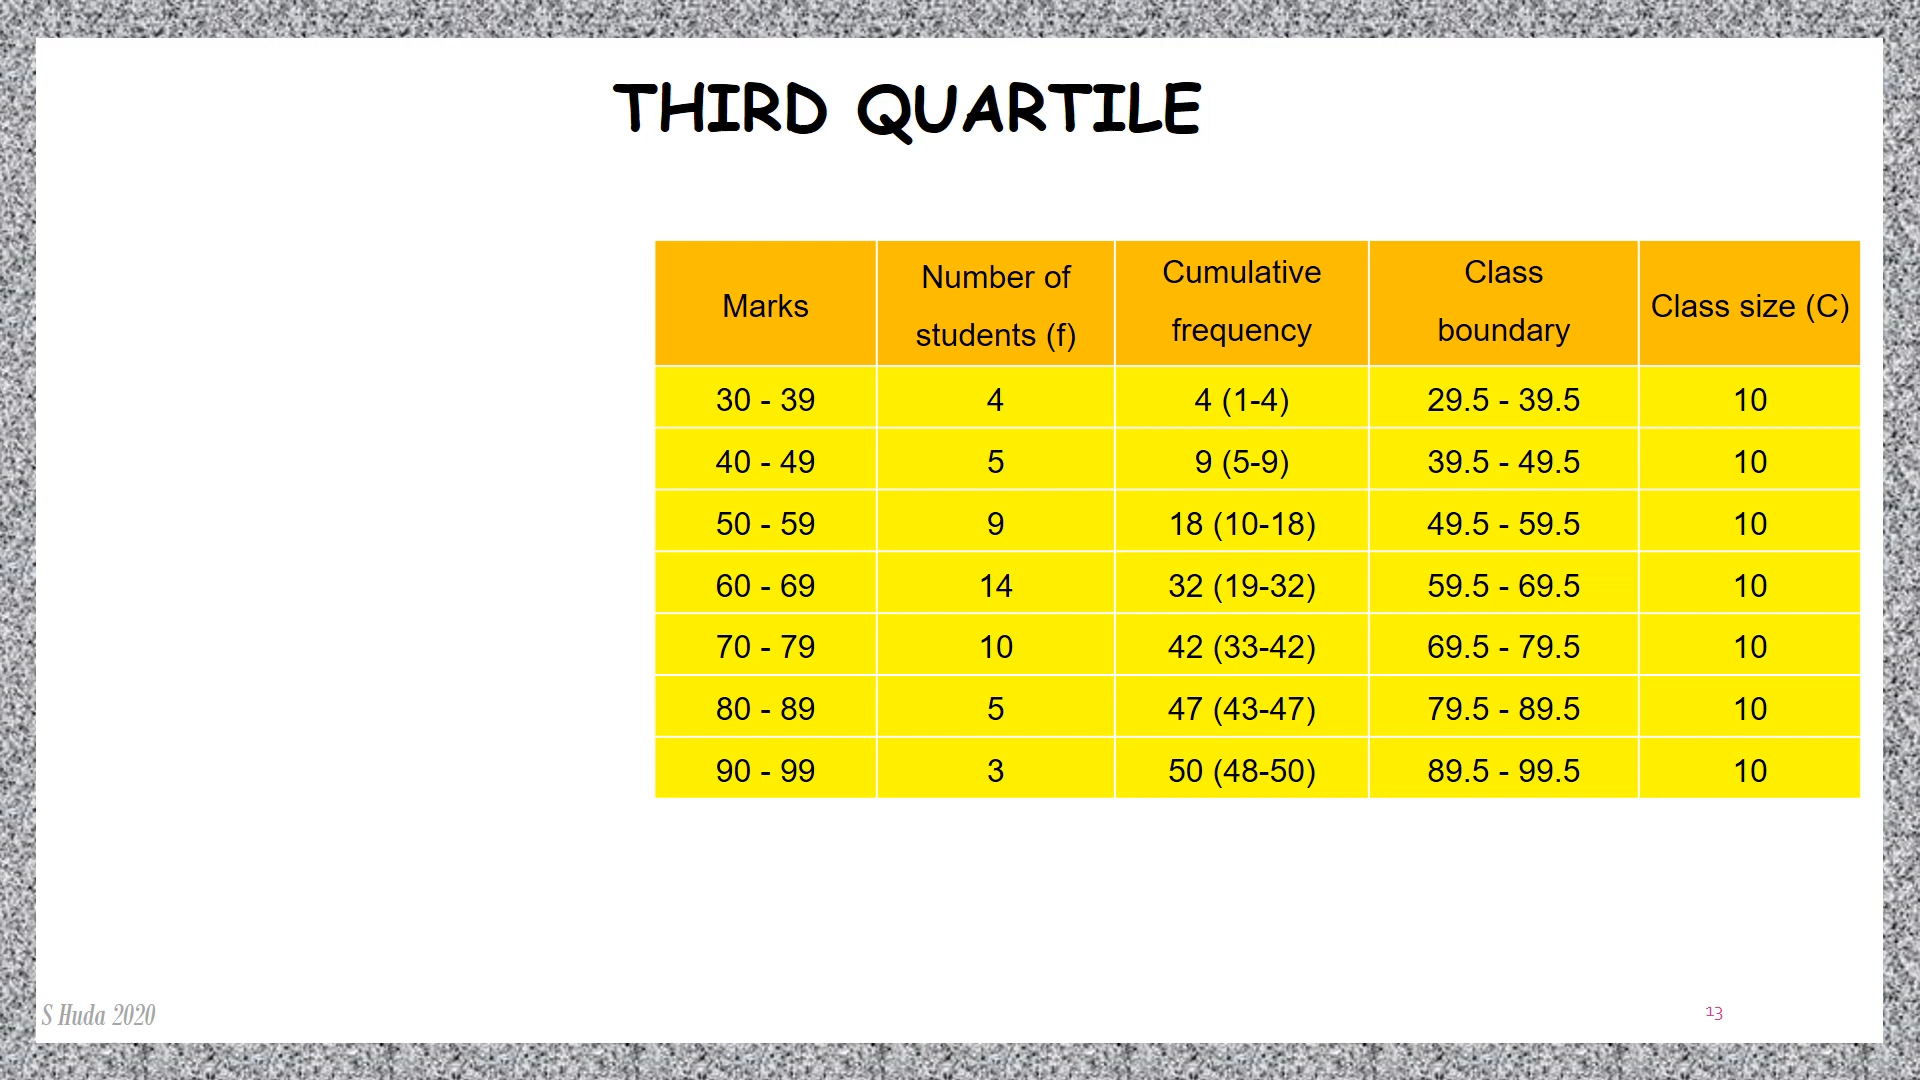 THIRD QUARTILE
Marks Number of students (f) Cumulative frequency Class boundary Class size (C)
30 - 39 4 4 (1-4) 29.5 - 39.5 10
40 - 49 5 9 (5-9) 39.5 - 49.5 10
50 - 59 9 18 (10-18) 49.5 - 59.5 10
60 - 69 14 32 (19-32) 59.5 - 69.5 10
70 - 79 10 42 (33-42) 69.5 - 79.5 10
80 - 89 5 47 (43-47) 79.5 - 89.5 10
90 - 99 3 50 (48-50) 89.5 - 99.5 10
S Huda 2020
13